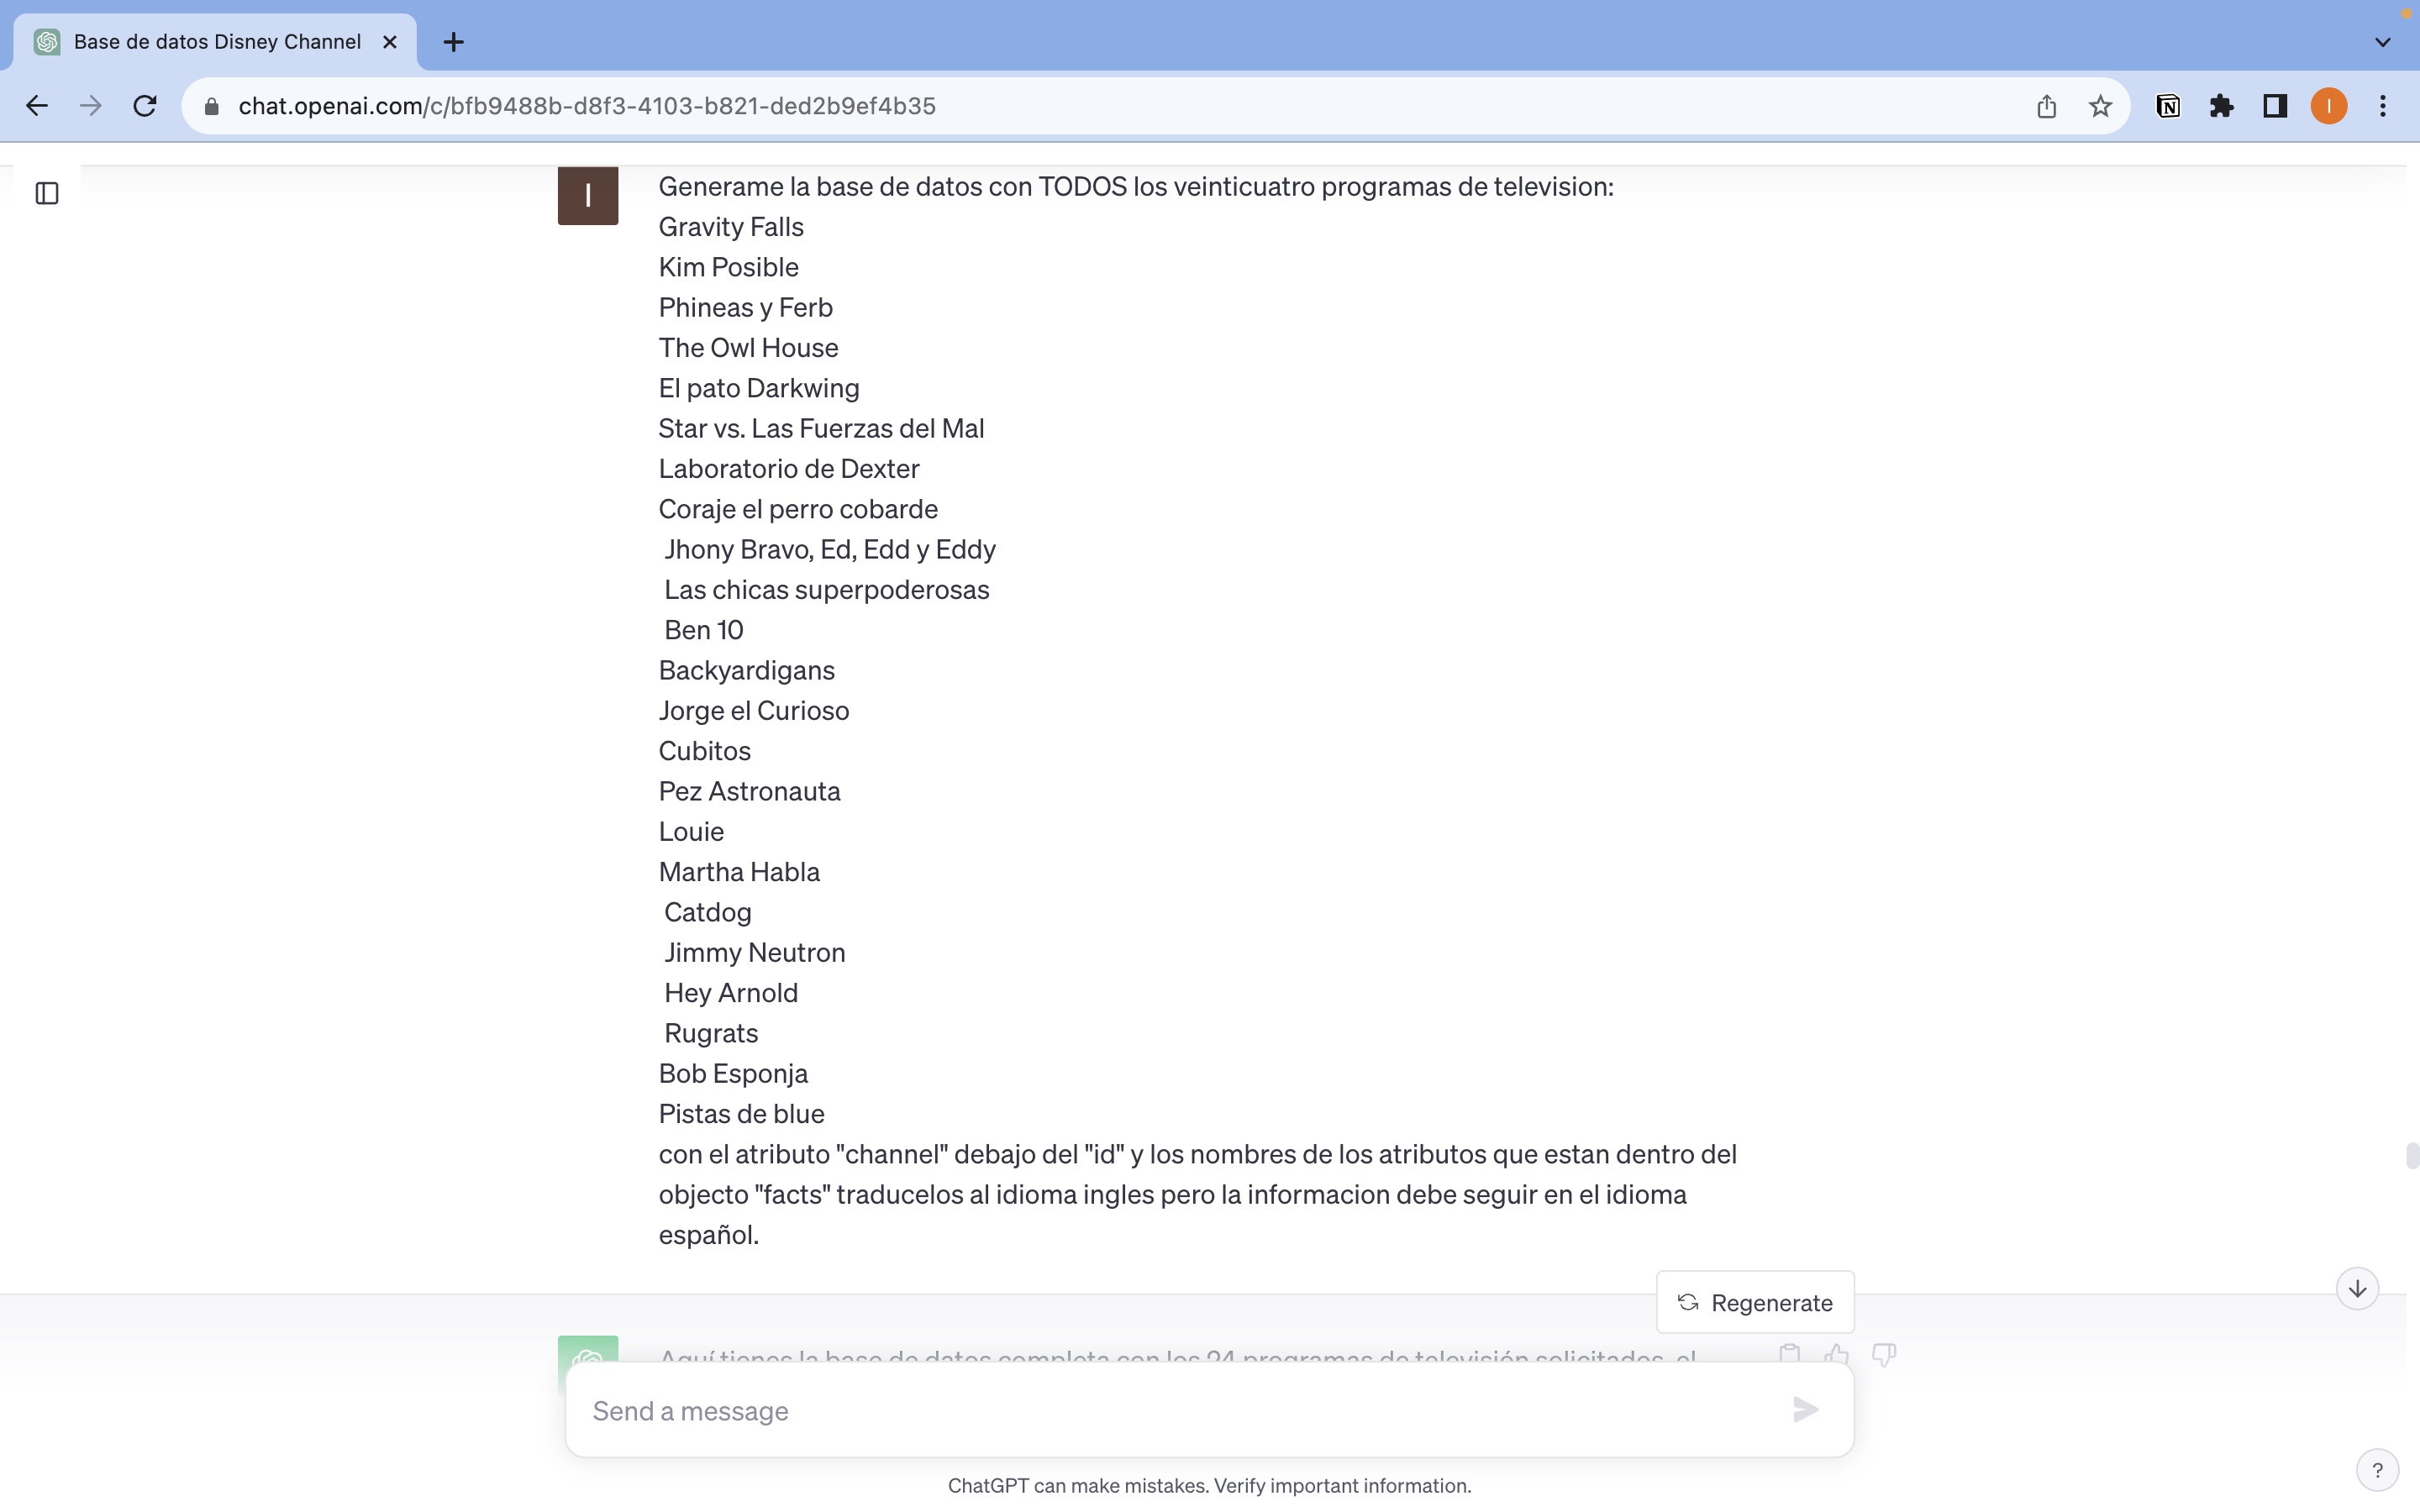 Base de datos Disney Channel
chat.openai.com/c/bfb9488b-d8f3-4103-b821-ded2b9ef4b35
I
I
Generame la base de datos con TODOS los veinticuatro programas de television:
Gravity Falls
Kim Posible
Phineas y Ferb
The Owl House
El pato Darkwing
Star vs. Las Fuerzas del Mal
Laboratorio de Dexter
Coraje el perro cobarde
Jhony Bravo, Ed, Edd y Eddy
Las chicas superpoderosas
Ben 10
Backyardigans
Jorge el Curioso
Cubitos
Pez Astronauta
Louie
Martha Habla
Catdog
Jimmy Neutron
Hey Arnold
Rugrats
Bob Esponja
Pistas de blue
con el atributo "channel" debajo del "id" y los nombres de los atributos que estan dentro del
objecto "facts" traducelos al idioma ingles pero la informacion debe seguir en el idioma
español.
Regenerate
Aquí tienes la base de datos completa con los 24 programas de televisión solicitados, el
Send a message
ChatGPT can make mistakes. Verify important information.
?